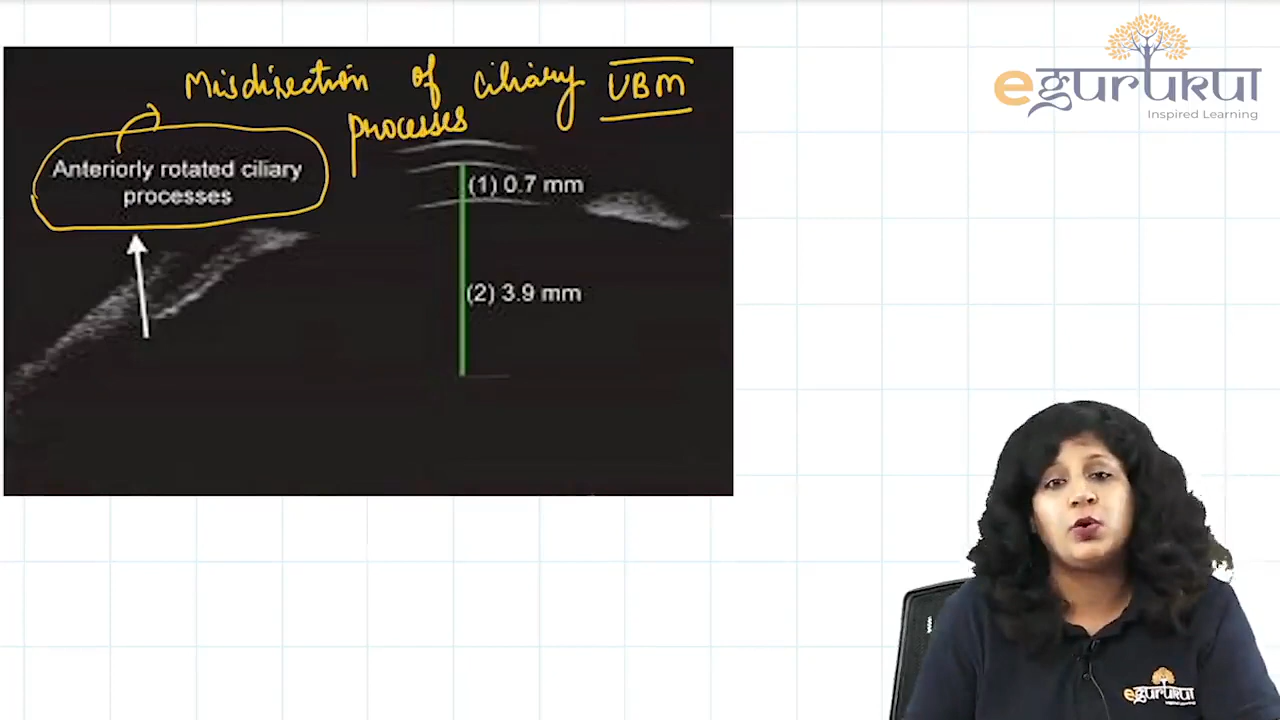 egurukul
Inspired Learning
Misdirection of ciliary UBM
processes
Anteriorly rotated ciliary
processes
(1) 0.7 mm
(2) 3.9 mm
egurukul